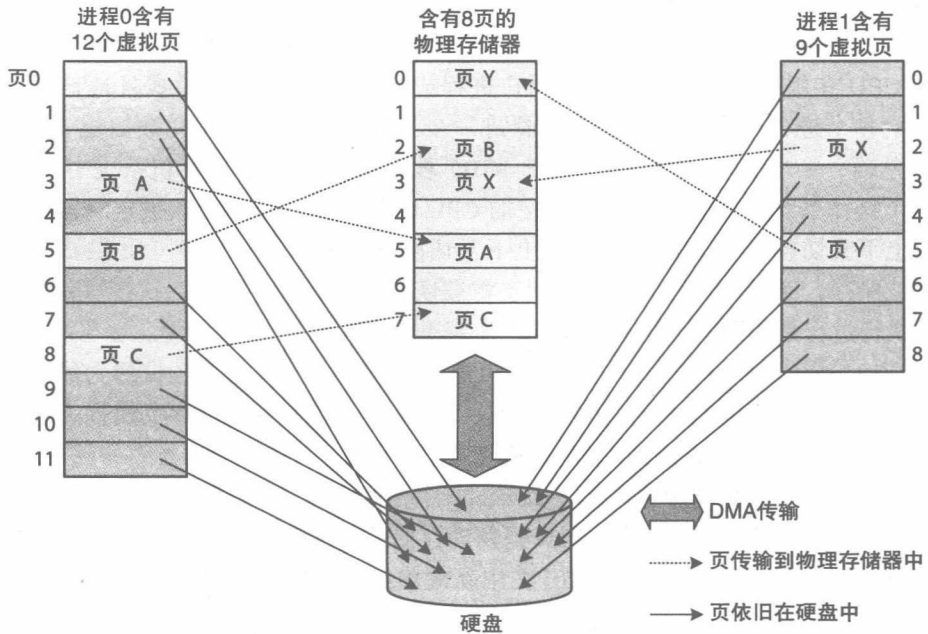 进程0含有
12个虚拟页
页0
1
2
3
页 A
4
5
页 B
6
7
8
页 C
9
10
11
含有8页的
物理存储器
0
页 Y
1
2
页 B
3
页 X
4
5
页 A
6
7
页 C
进程1含有
9个虚拟页
0
1
页 X
2
3
4
页 Y
5
6
7
8
硬盘
DMA传输
页传输到物理存储器中
页依旧在硬盘中